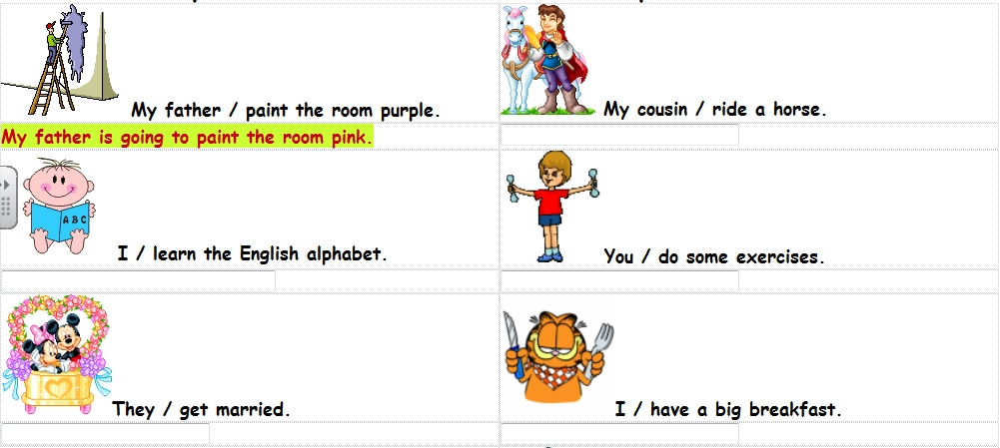 My father / paint the room purple.
My cousin / ride a horse.
My father is going to paint the room pink.
A B C
I / learn the English alphabet.
You / do some exercises.
They / get married.
I / have a big breakfast.